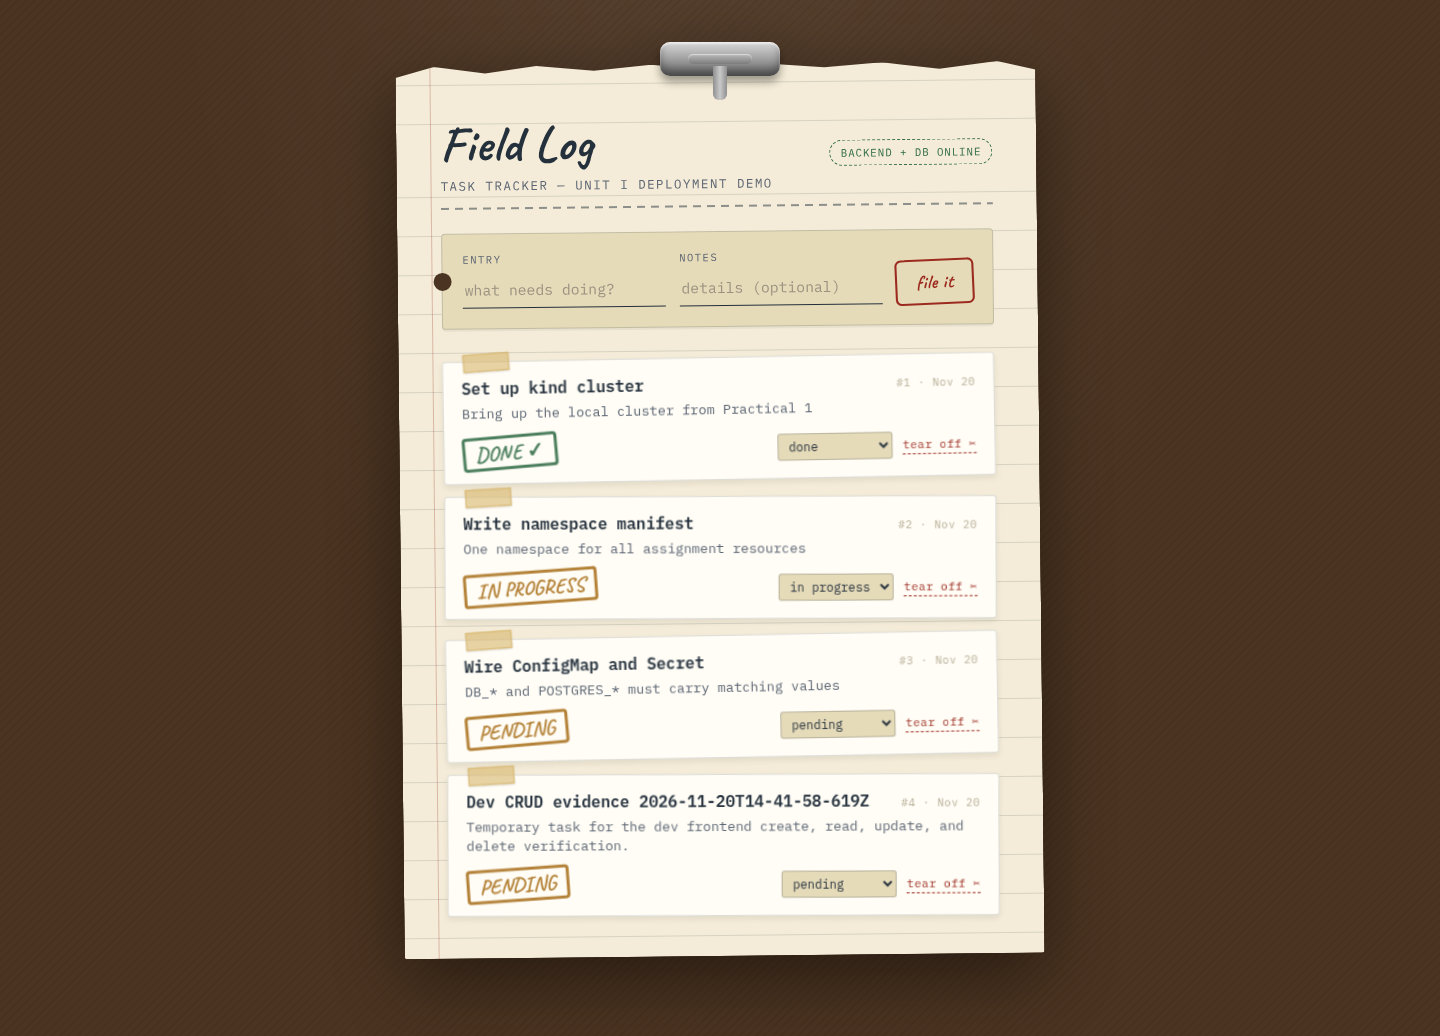 Field Log
BACKEND + DB ONLINE
TASK TRACKER — UNIT I DEPLOYMENT DEMO
ENTRY
NOTES
what needs doing?
details (optional)
file it
Set up kind cluster
#1 · Nov 20
Bring up the local cluster from Practical 1
DONE ✓
done
tear off ✂
Write namespace manifest
#2 · Nov 20
One namespace for all assignment resources
IN PROGRESS
in progress
tear off ✂
Wire ConfigMap and Secret
#3 · Nov 20
DB_* and POSTGRES_* must carry matching values
PENDING
pending
tear off ✂
Dev CRUD evidence 2026-11-20T14-41-58-619Z
#4 · Nov 20
Temporary task for the dev frontend create, read, update, and
delete verification.
PENDING
pending
tear off ✂